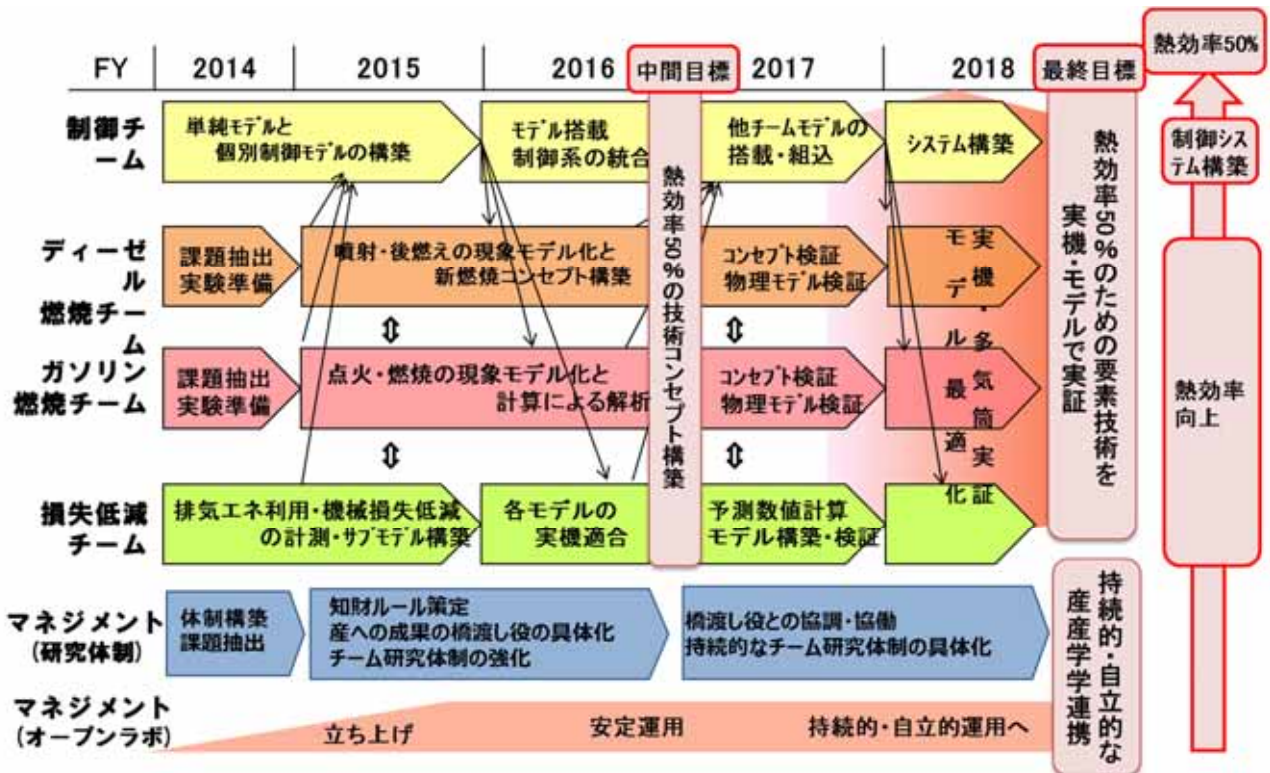 FY
2014
2015
2016
中間目標
2017
2018
最終目標
熱効率50%
制御チ
ーム
単純モデルと
個別制御モデルの構築
モデル搭載
制御系の統合
他チームモデルの
搭載・組込
システム構築
制御シス
テム構築
ディーゼ
ル
燃焼チー
ム
課題抽出
実験準備
噴射・後燃えの現象モデル化と
新燃焼コンセプト構築
コンセプト検証
物理モデル検証
ガソリン
燃焼チーム
課題抽出
実験準備
点火・燃焼の現象モデル化と
計算による解析
コンセプト検証
物理モデル検証
実機・多気筒実証
モデル最適化
熱効率50%の技術コンセプト構築
熱効率50%のための要素技術を
実機・モデルで実証
熱効率
向上
損失低減
チーム
排気エネ利用・機械損失低減
の計測・サブモデル構築
各モデルの
実機適合
予測数値計算
モデル構築・検証
マネジメント
(研究体制)
体制構築
課題抽出
知財ルール策定
産への成果の橋渡し役の具体化
チーム研究体制の強化
橋渡し役との協調・協働
持続的なチーム研究体制の具体化
持続的・自立的な
産産学学連携
マネジメント
(オープンラボ)
立ち上げ
安定運用
持続的・自立的運用へ